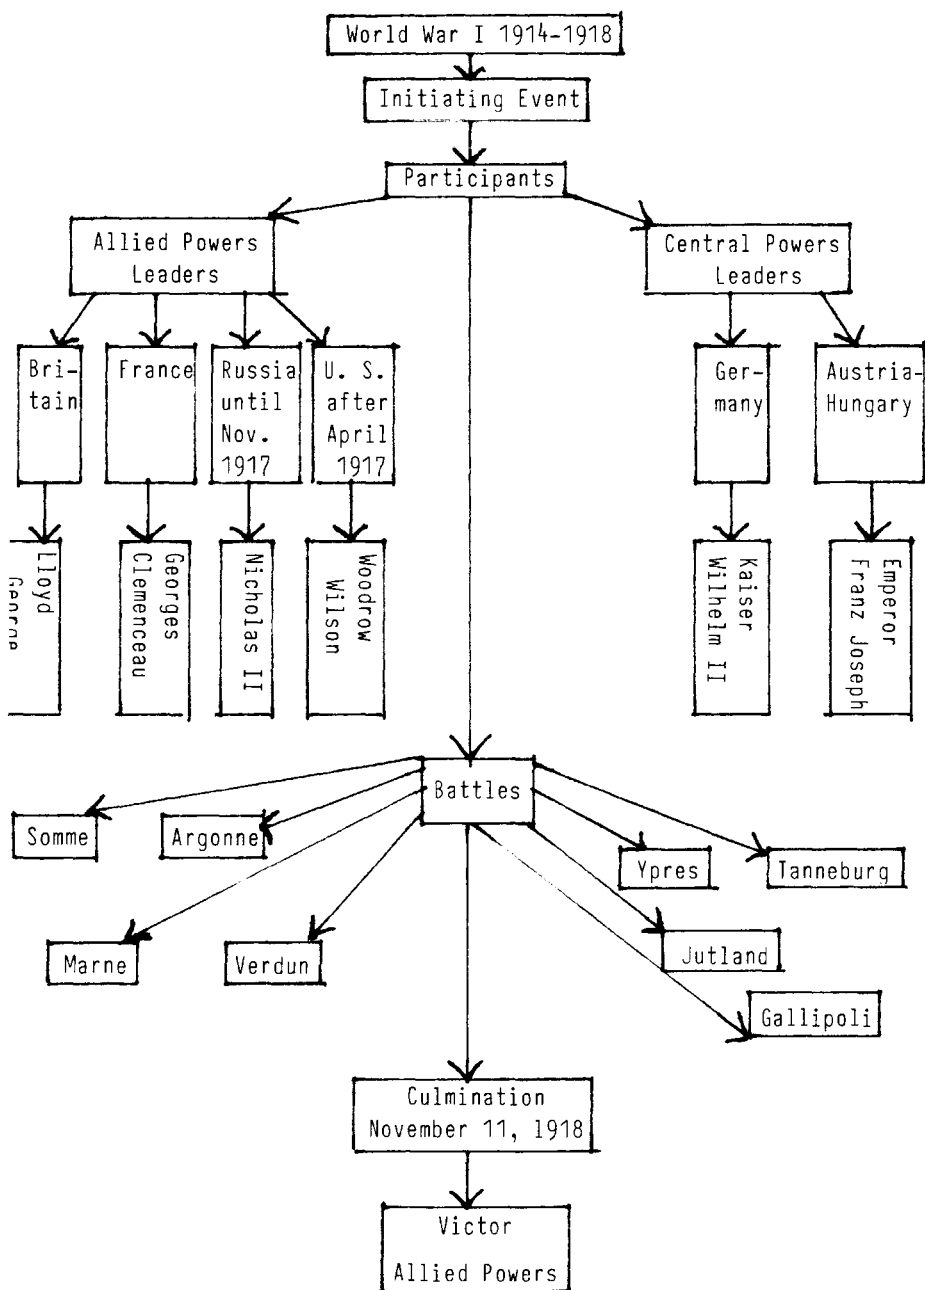 World War I 1914-1918
Initiating Event
Participants
Allied Powers
Leaders
Central Powers
Leaders
Bri-
tain
France
Russia
until
Nov.
1917
U. S.
after
April
1917
Ger-
many
Austria-
Hungary
Lloyd
Georges
Clemenceau
Nicholas II
Woodrow
Wilson
Kaiser
Wilhelm II
Emperor
Franz Joseph
Battles
Somme
Argonne
Ypres
Tanneburg
Marne
Verdun
Jutland
Gallipoli
Culmination
November 11, 1918
Victor
Allied Powers